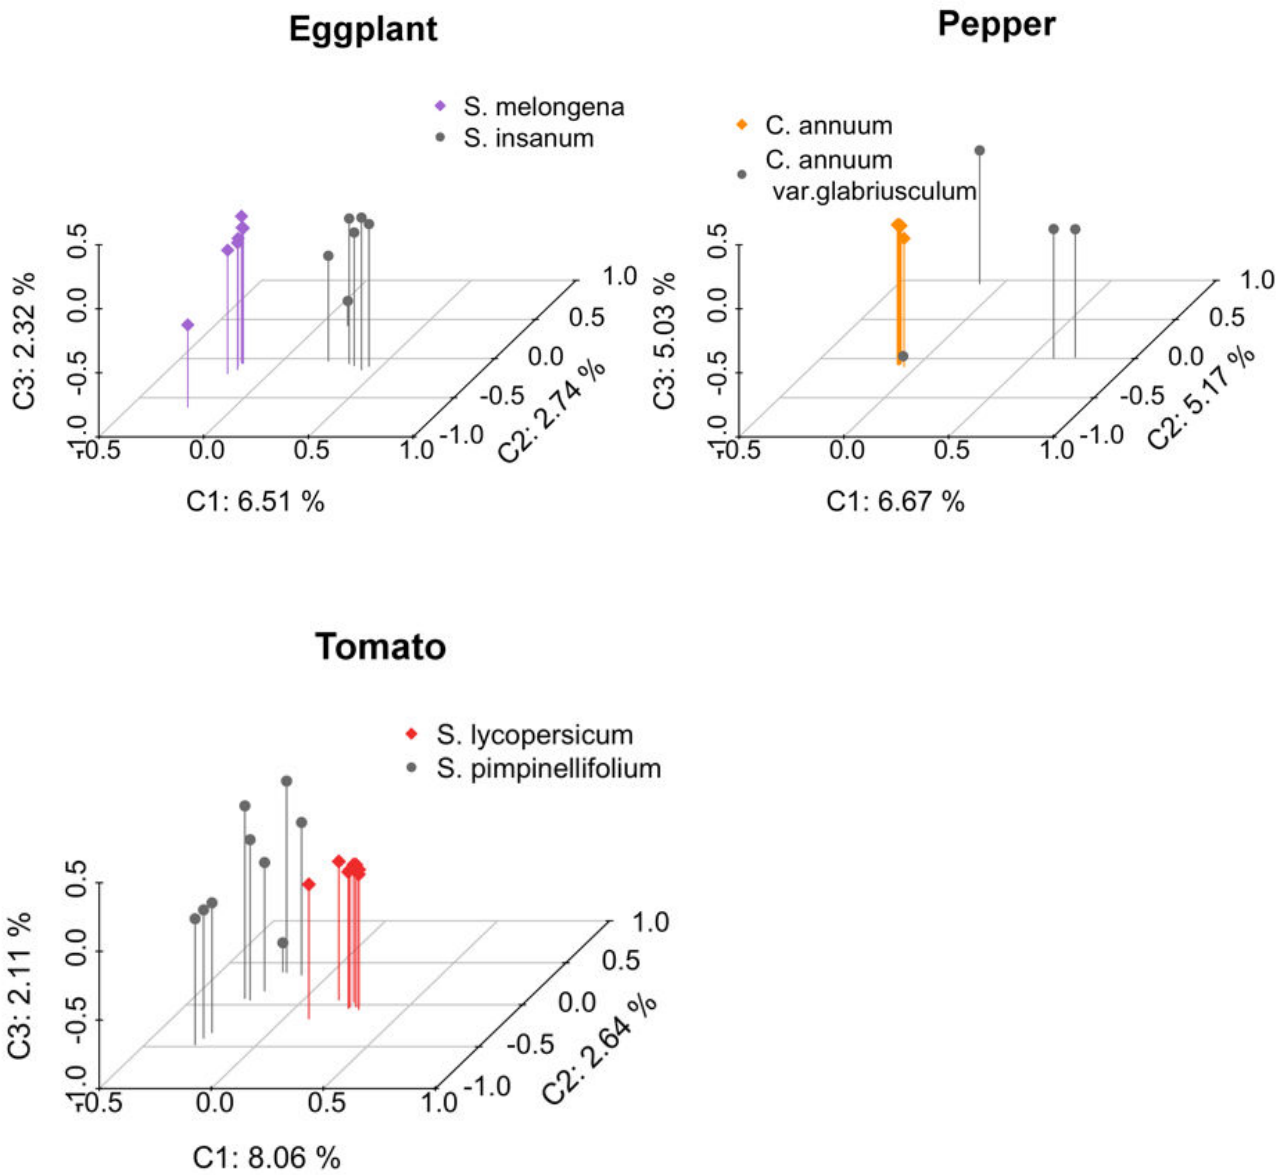 Eggplant
S. melongena
S. insanum
C3: 2.32 %
0.5
0.0
-0.5
-1.0
-0.5
0.0
0.5
1.0
C1: 6.51 %
-1.0
-0.5
0.0
0.5
1.0
C2: 2.74 %
Pepper
C. annuum
C. annuum
var.glabriusculum
C3: 5.03 %
0.5
0.0
-0.5
-1.0
-0.5
0.0
0.5
1.0
C1: 6.67 %
-1.0
-0.5
0.0
0.5
1.0
C2: 5.17 %
Tomato
S. lycopersicum
S. pimpinellifolium
C3: 2.11 %
0.5
0.0
-0.5
-1.0
-0.5
0.0
0.5
1.0
C1: 8.06 %
-1.0
-0.5
0.0
0.5
1.0
C2: 2.64 %